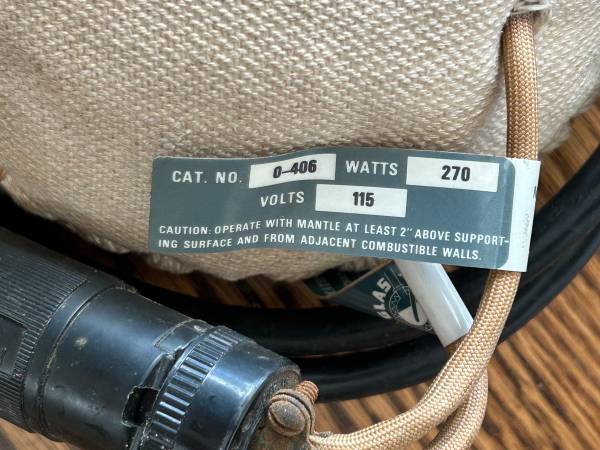 CAT. NO. 0-406 WATTS 270
VOLTS 115
CAUTION: OPERATE WITH MANTLE AT LEAST 2" ABOVE SUPPORT-
ING SURFACE AND FROM ADJACENT COMBUSTIBLE WALLS.
GLAS